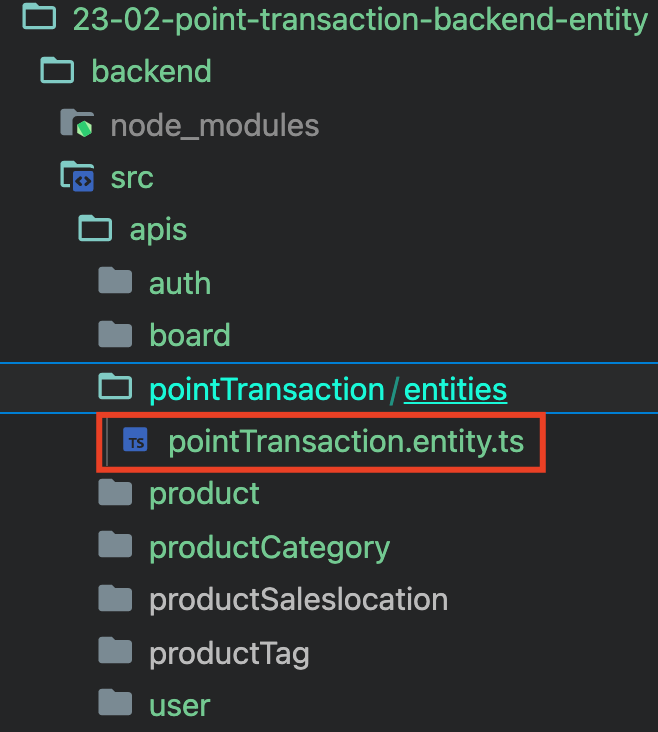 23-02-point-transaction-backend-entity
backend
node_modules
src
apis
auth
board
pointTransaction/entities
TS pointTransaction.entity.ts
product
productCategory
productSaleslocation
productTag
user